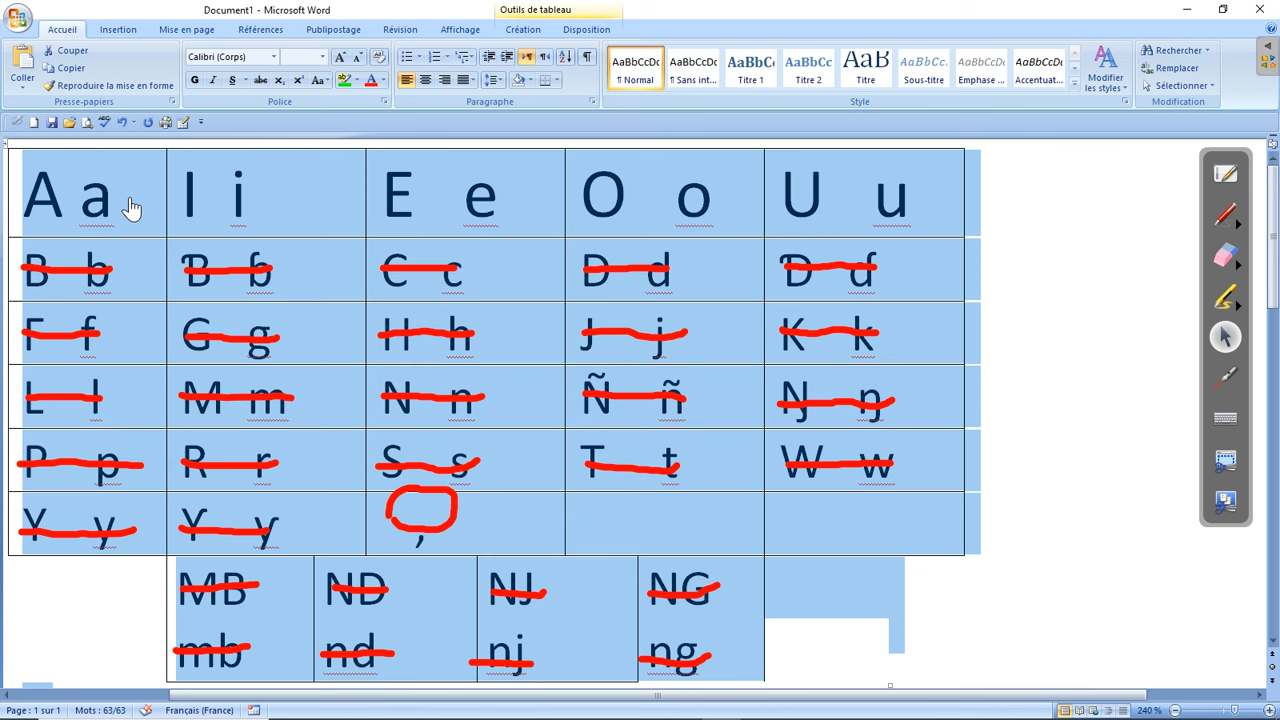 Document1 - Microsoft Word
Outils de tableau
Accueil Insertion Mise en page Références Publipostage Révision Affichage Création Disposition
Coller
Couper
Copier
Reproduire la mise en forme
Presse-papiers
Calibri (Corps)
G I S abc x₂ x² Aa
Police
Paragraphe
AaBbCcDc AaBbCcDc AaBbCc AaBbCc AaB AaBbCc. AaBbCcDc AaBbCcDc
¶ Normal ¶ Sans int... Titre 1 Titre 2 Titre Sous-titre Emphase ... Accentuat...
Style
Modifier les styles
Rechercher
Remplacer
Sélectionner
Modification
A a I i E e O o U u
B b Ɓ ɓ C c D d Ɗ ɗ
F f G g H h J j K k
L l M m N n Ñ ñ Ŋ ŋ
P p R r S s T t W w
Y y Ƴ ƴ ,
MB ND NJ NG
mb nd nj ng
Page : 1 sur 1 Mots : 63/63 Français (France) 240 %